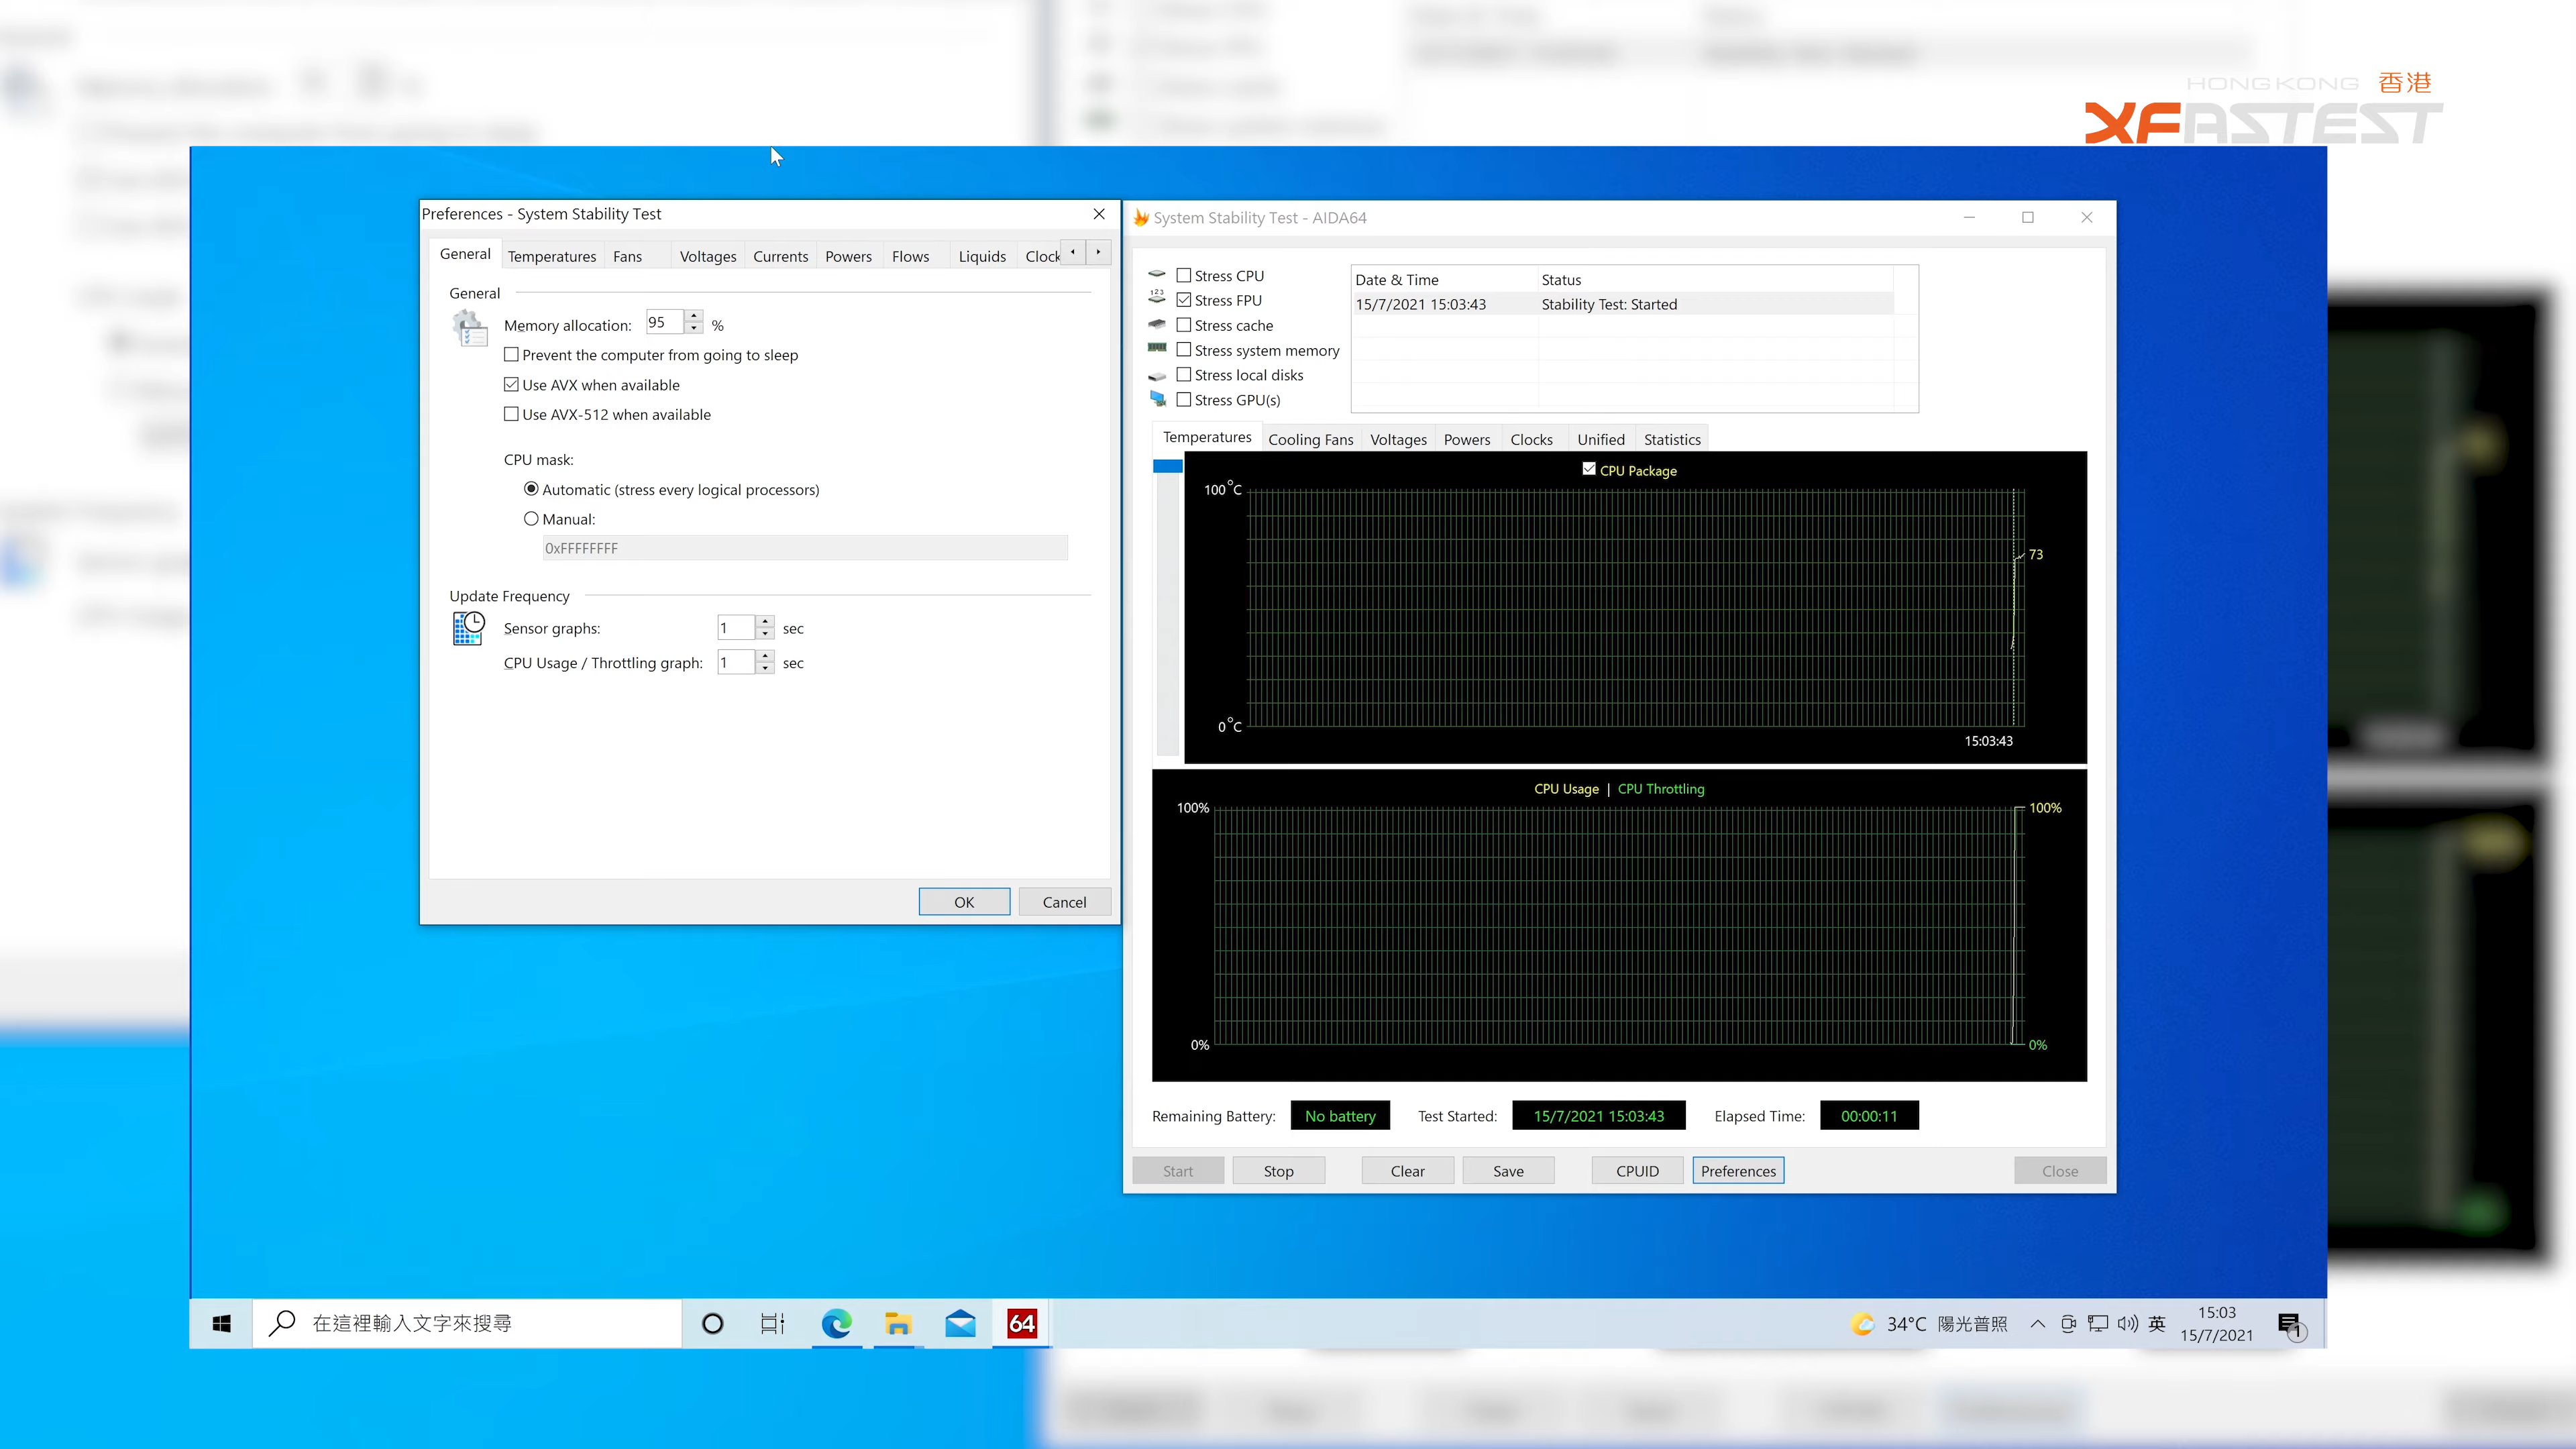 HONG KONG 香港
XFASTEST
Preferences - System Stability Test
General Temperatures Fans Voltages Currents Powers Flows Liquids Clock
General
Memory allocation: 95 %
Prevent the computer from going to sleep
Use AVX when available
Use AVX-512 when available
CPU mask:
Automatic (stress every logical processors)
Manual:
0xFFFFFFFF
Update Frequency
Sensor graphs: 1 sec
CPU Usage / Throttling graph: 1 sec
OK Cancel
System Stability Test - AIDA64
Stress CPU
123
Stress FPU
Stress cache
Stress system memory
Stress local disks
Stress GPU(s)
Date & Time Status
15/7/2021 15:03:43 Stability Test: Started
Temperatures Cooling Fans Voltages Powers Clocks Unified Statistics
CPU Package
100°C
73
0°C
15:03:43
CPU Usage | CPU Throttling
100% 100%
0% 0%
Remaining Battery: No battery Test Started: 15/7/2021 15:03:43 Elapsed Time: 00:00:11
Start Stop Clear Save CPUID Preferences Close
在這裡輸入文字來搜尋
64
34°C 陽光普照
英
15:03
15/7/2021
1